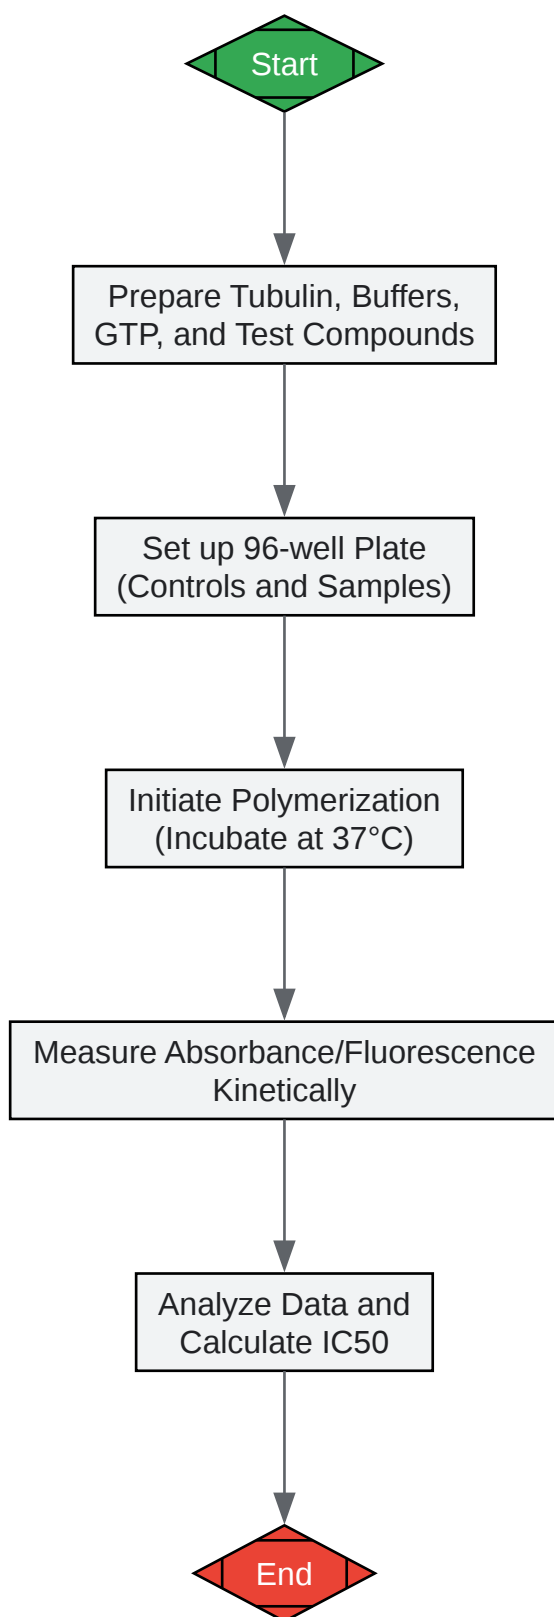 Start
Prepare Tubulin, Buffers,
GTP, and Test Compounds
Set up 96-well Plate
(Controls and Samples)
Initiate Polymerization
(Incubate at 37°C)
Measure Absorbance/Fluorescence
Kinetically
Analyze Data and
Calculate IC50
End